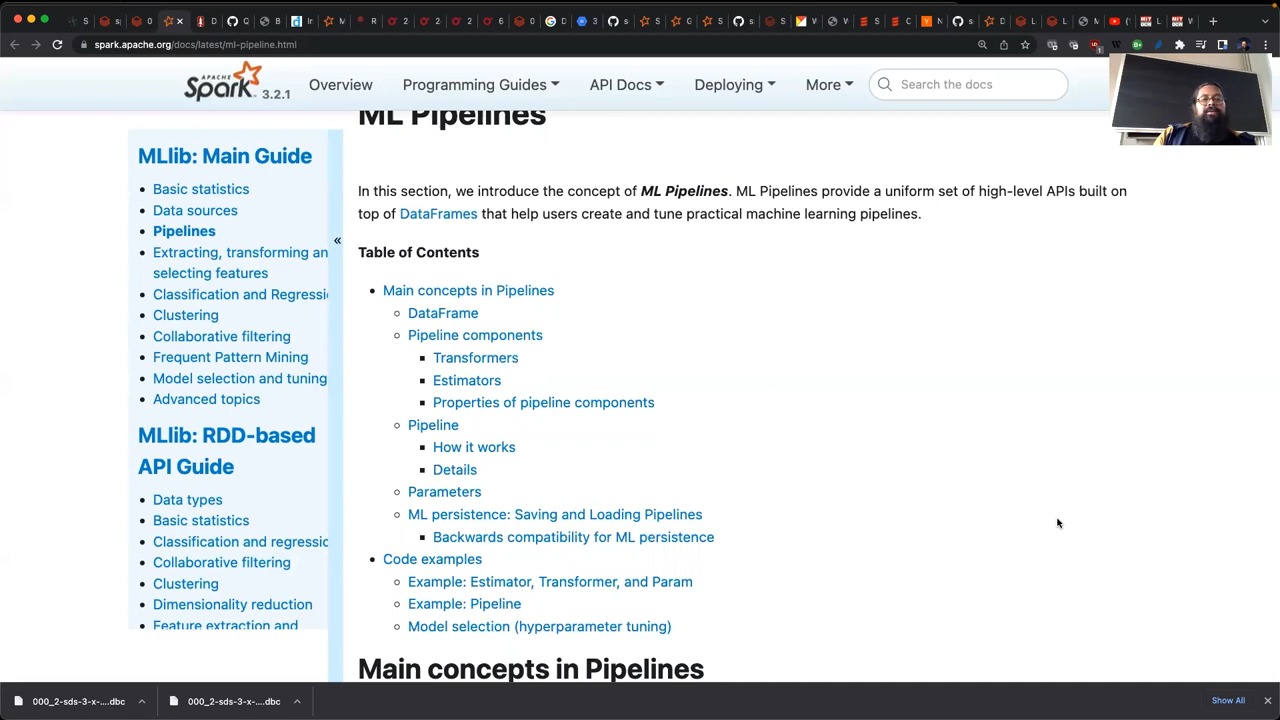 spark.apache.org/docs/latest/ml-pipeline.html
APACHE
Spark 3.2.1
Overview
Programming Guides
API Docs
Deploying
More
Search the docs
ML Pipelines
MLlib: Main Guide
Basic statistics
Data sources
Pipelines
Extracting, transforming an
selecting features
Classification and Regressi
Clustering
Collaborative filtering
Frequent Pattern Mining
Model selection and tuning
Advanced topics
MLlib: RDD-based
API Guide
Data types
Basic statistics
Classification and regressic
Collaborative filtering
Clustering
Dimensionality reduction
Feature extraction and
«
In this section, we introduce the concept of ML Pipelines. ML Pipelines provide a uniform set of high-level APIs built on
top of DataFrames that help users create and tune practical machine learning pipelines.
Table of Contents
Main concepts in Pipelines
DataFrame
Pipeline components
Transformers
Estimators
Properties of pipeline components
Pipeline
How it works
Details
Parameters
ML persistence: Saving and Loading Pipelines
Backwards compatibility for ML persistence
Code examples
Example: Estimator, Transformer, and Param
Example: Pipeline
Model selection (hyperparameter tuning)
Main concepts in Pipelines
000_2-sds-3-x-....dbc
000_2-sds-3-x-....dbc
Show All